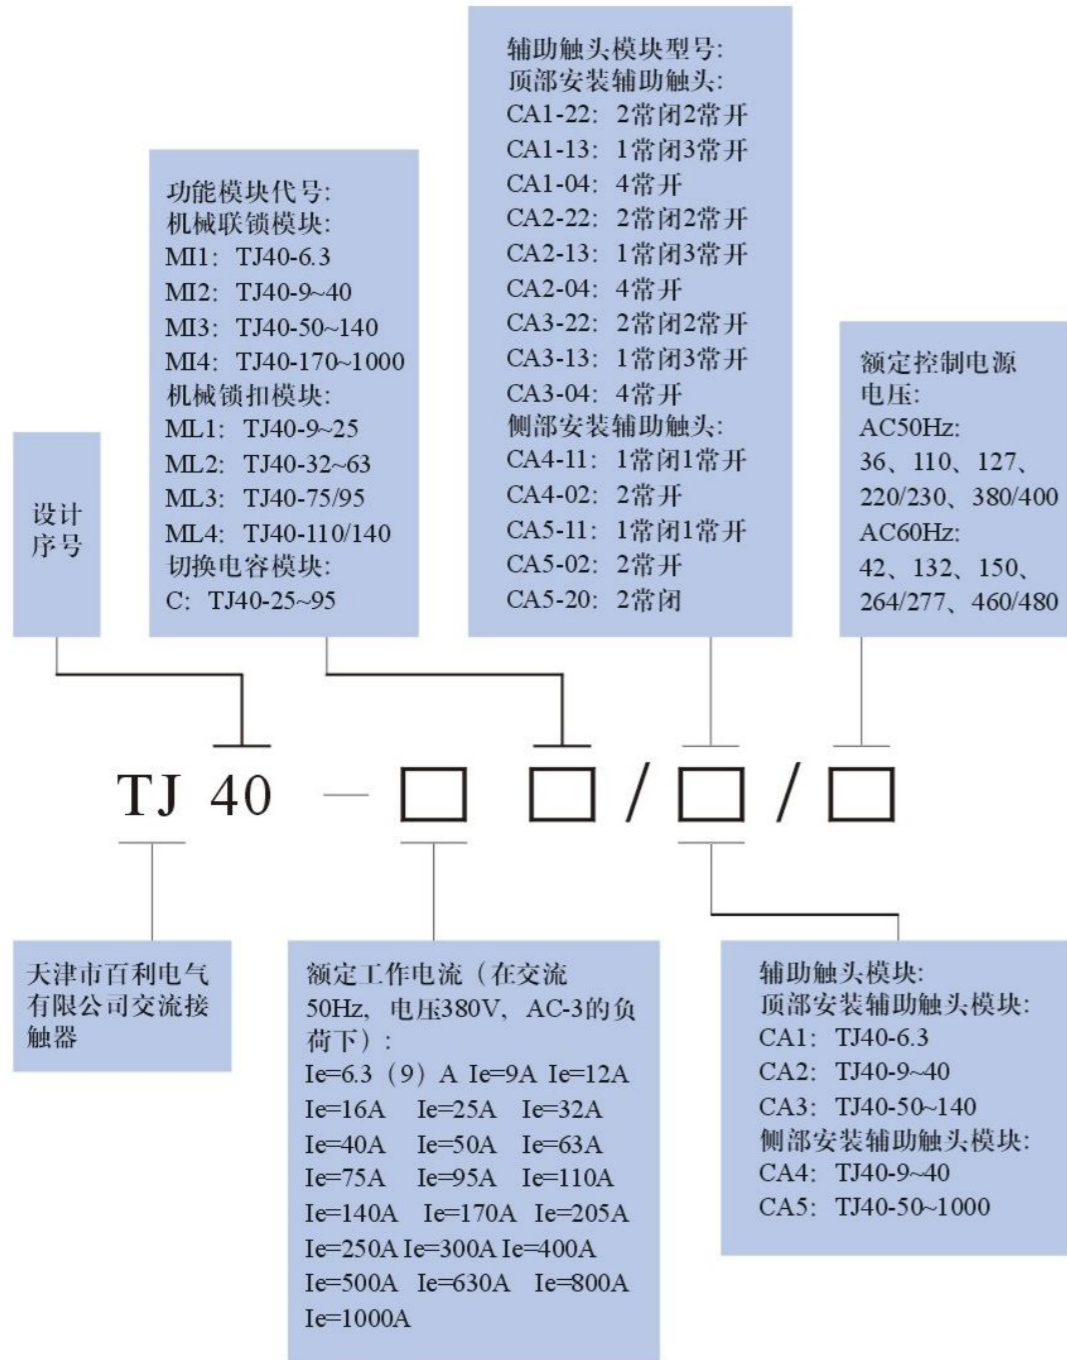 辅助触头模块型号:
顶部安装辅助触头:
CA1-22: 2常闭2常开
CA1-13: 1常闭3常开
CA1-04: 4常开
CA2-22: 2常闭2常开
CA2-13: 1常闭3常开
CA2-04: 4常开
CA3-22: 2常闭2常开
CA3-13: 1常闭3常开
CA3-04: 4常开
侧部安装辅助触头:
CA4-11: 1常闭1常开
CA4-02: 2常开
CA5-11: 1常闭1常开
CA5-02: 2常开
CA5-20: 2常闭
功能模块代号:
机械联锁模块:
MI1: TJ40-6.3
MI2: TJ40-9~40
MI3: TJ40-50~140
MI4: TJ40-170~1000
机械锁扣模块:
ML1: TJ40-9~25
ML2: TJ40-32~63
ML3: TJ40-75/95
ML4: TJ40-110/140
切换电容模块:
C: TJ40-25~95
额定控制电源
电压:
AC50Hz:
36、110、127、
220/230、380/400
AC60Hz:
42、132、150、
264/277、460/480
设计
序号
TJ 40 — □ □ / □ / □
天津市百利电气
有限公司交流接
触器
额定工作电流（在交流
50Hz, 电压380V, AC-3的负
荷下）:
Ie=6.3（9）A Ie=9A Ie=12A
Ie=16A Ie=25A Ie=32A
Ie=40A Ie=50A Ie=63A
Ie=75A Ie=95A Ie=110A
Ie=140A Ie=170A Ie=205A
Ie=250A Ie=300A Ie=400A
Ie=500A Ie=630A Ie=800A
Ie=1000A
辅助触头模块:
顶部安装辅助触头模块:
CA1: TJ40-6.3
CA2: TJ40-9~40
CA3: TJ40-50~140
侧部安装辅助触头模块:
CA4: TJ40-9~40
CA5: TJ40-50~1000